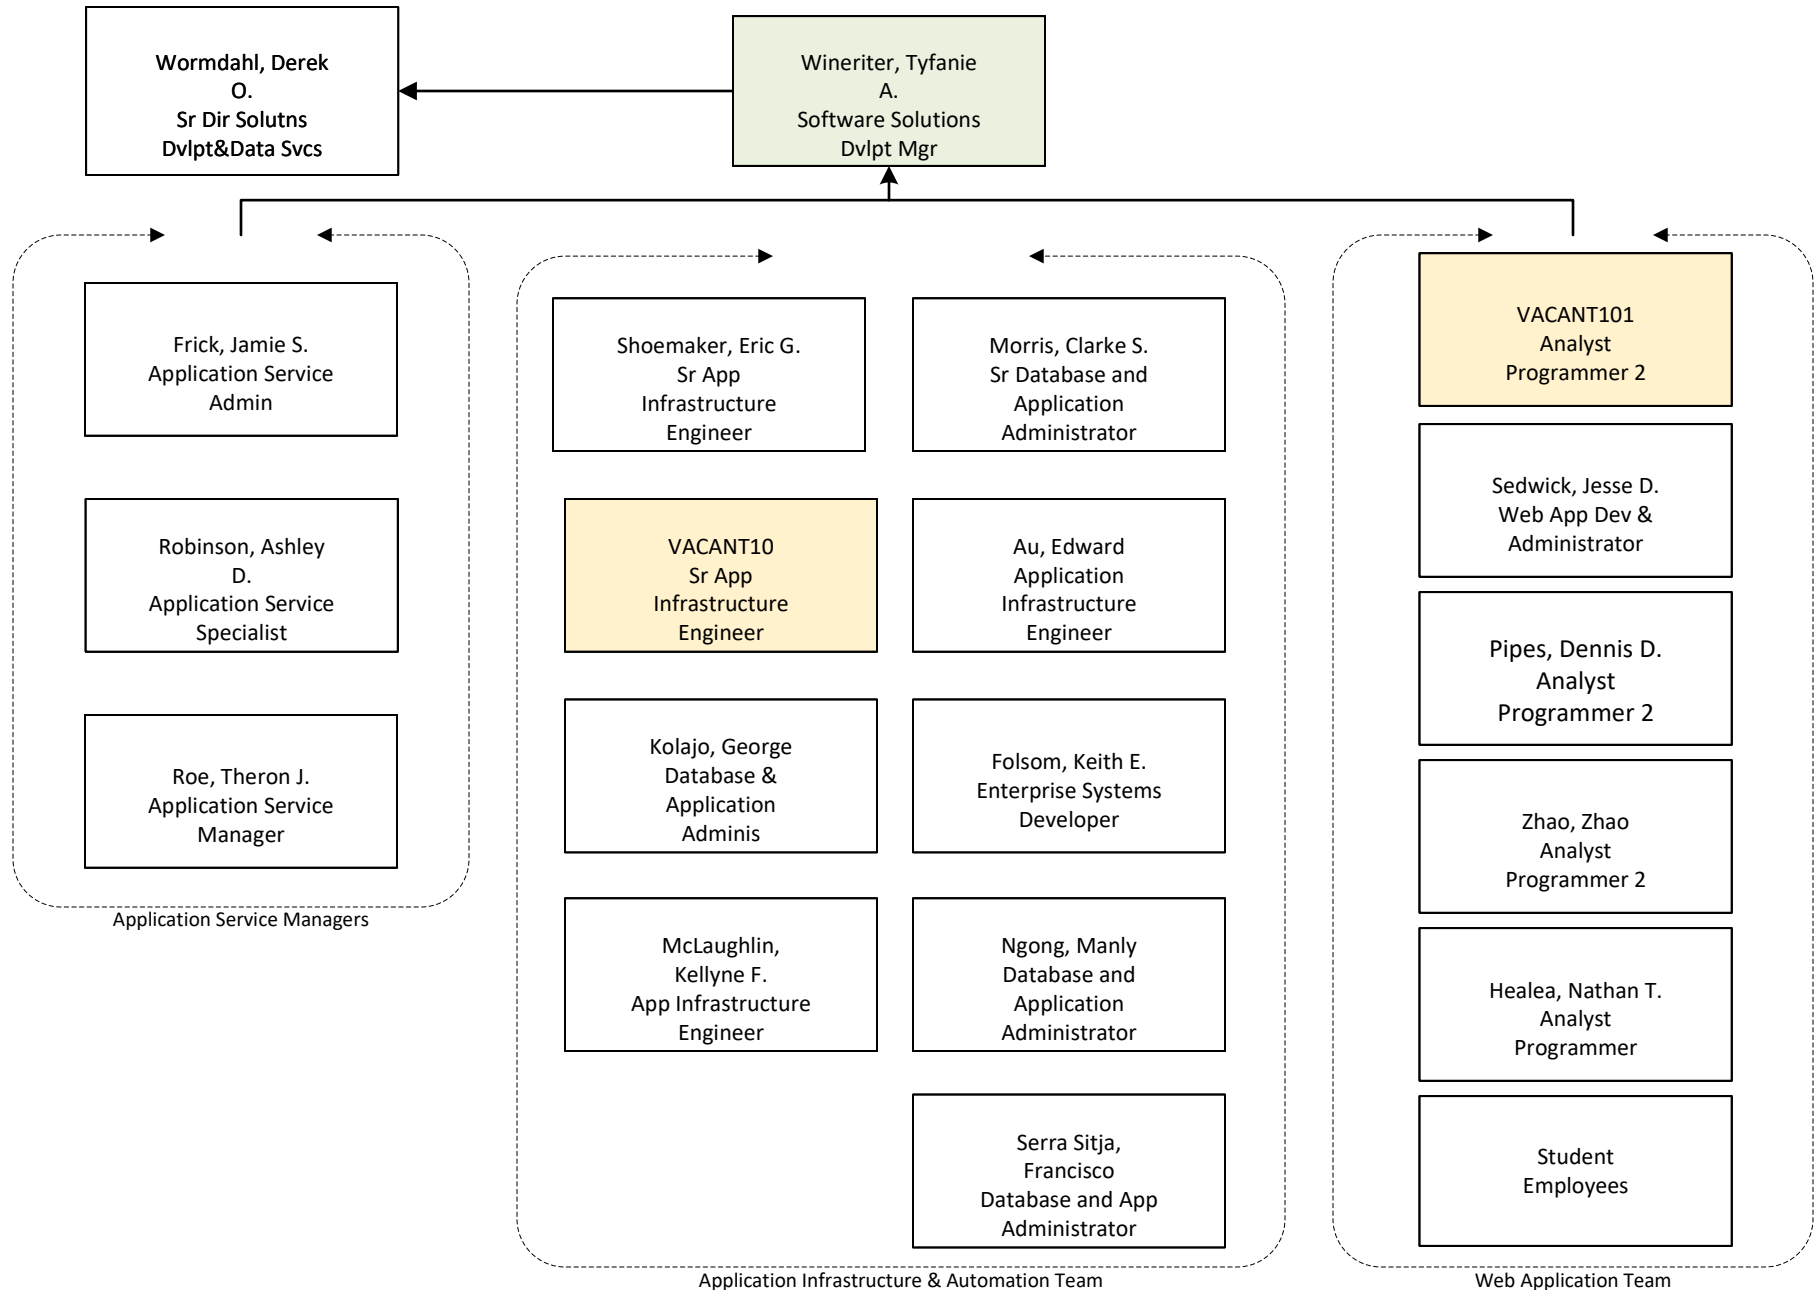 Wormdahl, Derek
O.
Sr Dir Solutns
Dvlpt&Data Svcs
Wineriter, Tyfanie
A.
Software Solutions
Dvlpt Mgr
Frick, Jamie S.
Application Service
Admin
Robinson, Ashley
D.
Application Service
Specialist
Roe, Theron J.
Application Service
Manager
Application Service Managers
Shoemaker, Eric G.
Sr App
Infrastructure
Engineer
Morris, Clarke S.
Sr Database and
Application
Administrator
VACANT10
Sr App
Infrastructure
Engineer
Au, Edward
Application
Infrastructure
Engineer
Kolajo, George
Database &
Application
Adminis
Folsom, Keith E.
Enterprise Systems
Developer
McLaughlin,
Kellyne F.
App Infrastructure
Engineer
Ngong, Manly
Database and
Application
Administrator
Serra Sitja,
Francisco
Database and App
Administrator
Application Infrastructure & Automation Team
VACANT101
Analyst
Programmer 2
Sedwick, Jesse D.
Web App Dev &
Administrator
Pipes, Dennis D.
Analyst
Programmer 2
Zhao, Zhao
Analyst
Programmer 2
Healea, Nathan T.
Analyst
Programmer
Student
Employees
Web Application Team